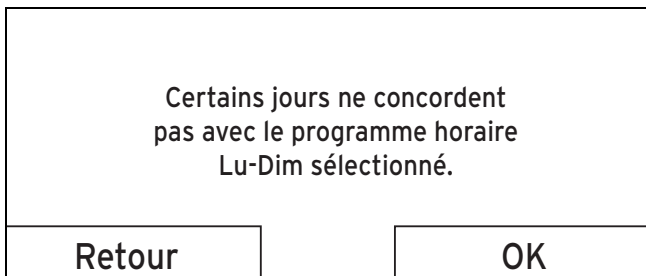 Certains jours ne concordent
pas avec le programme horaire
Lu-Dim sélectionné.
Retour
OK